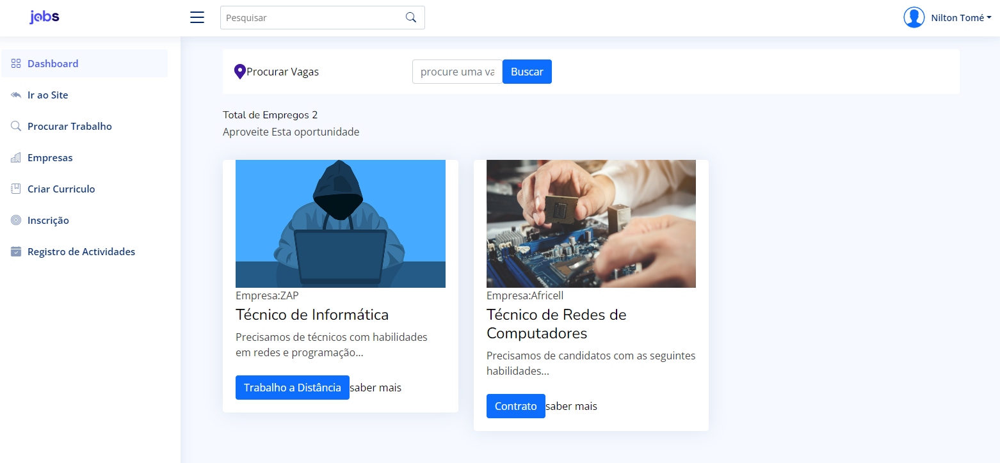 jobs
Pesquisar
Nilton Tomé
Dashboard
Ir ao Site
Procurar Trabalho
Empresas
Criar Curriculo
Inscrição
Registro de Actividades
Procurar Vagas
procure uma va
Buscar
Total de Empregos 2
Aproveite Esta oportunidade
Empresa:ZAP
Técnico de Informática
Precisamos de técnicos com habilidades
em redes e programação...
Trabalho a Distância saber mais
Empresa:Africell
Técnico de Redes de
Computadores
Precisamos de candidatos com as seguintes
habilidades...
Contrato saber mais